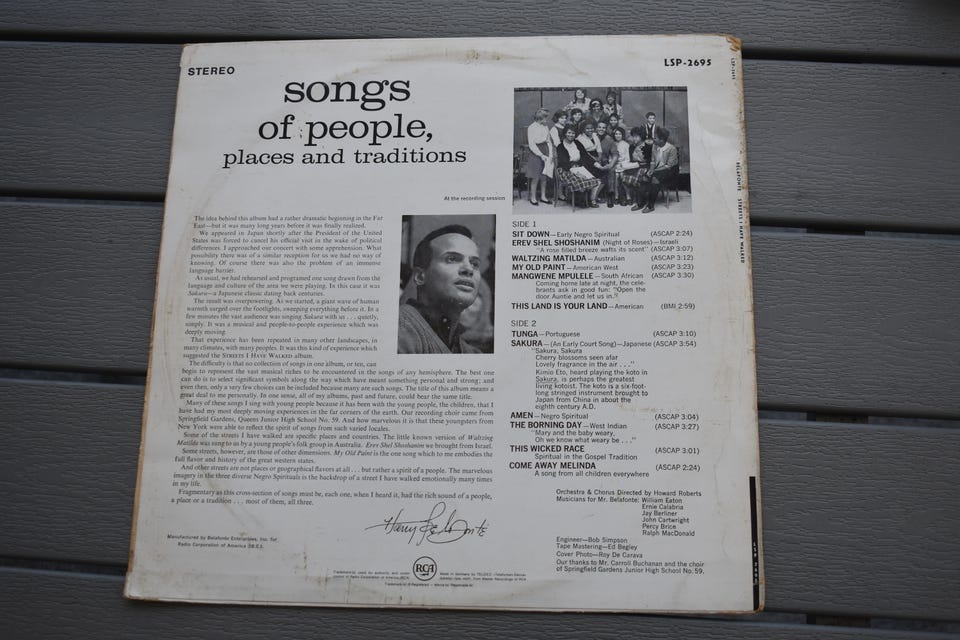 STEREO
LSP-2695
songs
of people,
places and traditions
At the recording session
The idea behind this album had a rather dramatic beginning in the Far
East—but it was many long years before it was finally realized.
We appeared in Japan shortly after the President of the United
States was forced to cancel his official visit in the wake of political
differences. I approached our concert with some apprehension. What
possibility there was of a similar reception for us we had no way of
knowing. Of course there was also the problem of an immense
language barrier.
As usual, we had rehearsed and programed one song drawn from the
language and culture of the area we were playing. In this case it was
Sakura—a Japanese classic dating back centuries.
The result was overpowering. As we started, a giant wave of human
warmth surged over the footlights, sweeping everything before it. In a
few minutes the vast audience was singing Sakura with us . . . quietly,
simply. It was a musical and people-to-people experience which was
deeply moving.
That experience has been repeated in many other landscapes, in
many climates, with many peoples. It was this kind of experience which
suggested the STREETS I HAVE WALKED album.
The difficulty is that no collection of songs in one album, or ten, can
begin to represent the vast musical riches to be encountered in the songs of any hemisphere. The best one
can do is to select significant symbols along the way which have meant something personal and strong; and
even then, only a very few choices can be included because many are such songs. The title of this album means a
great deal to me personally. In one sense, all of my albums, past and future, could bear the same title.
Many of these songs I sing with young people because it has been with the young people, the children, that I
have had my most deeply moving experiences in the far corners of the earth. Our recording choir came from
Springfield Gardens, Queens Junior High School No. 59. And how marvelous it is that these youngsters from
New York were able to reflect the spirit of songs from such varied locales.
Some of the streets I have walked are specific places and countries. The little known version of Waltzing
Matilda was sung to us by a young people's folk group in Australia. Erev Shel Shoshanim we brought from Israel.
Some streets, however, are those of other dimensions. My Old Paint is the one song which to me embodies the
full flavor and history of the great western states.
And other streets are not places or geographical flavors at all . . . but rather a spirit of a people. The marvelous
imagery in the three diverse Negro Spirituals is the backdrop of a street I have walked emotionally many times
in my life.
Fragmentary as this cross-section of songs must be, each one, when I heard it, had the rich sound of a people,
a place or a tradition . . . most of them, all three.
Harry Belafonte
Manufactured by Belafonte Enterprises, Inc. for
Radio Corporation of America
RCA
SIDE 1
SIT DOWN—Early Negro Spiritual (ASCAP 2:24)
EREV SHEL SHOSHANIM (Night of Roses)—Israeli
"A rose filled breeze wafts its scent" (ASCAP 3:07)
WALTZING MATILDA—Australian (ASCAP 3:12)
MY OLD PAINT—American West (ASCAP 3:23)
MANGWENE MPULELE—South African (ASCAP 3:30)
Coming home late at night, the cele-
brants ask in good fun: "Open the
door Auntie and let us in."
THIS LAND IS YOUR LAND—American (BMI 2:59)
SIDE 2
TUNGA—Portuguese (ASCAP 3:10)
SAKURA—(An Early Court Song)—Japanese (ASCAP 3:54)
"Sakura, Sakura
Cherry blossoms seen afar
Lovely fragrance in the air . . ."
Kimio Eto, heard playing the koto in
Sakura, is perhaps the greatest
living kotoist. The koto is a six-foot-
long stringed instrument brought to
Japan from China in about the
eighth century A.D.
AMEN—Negro Spiritual (ASCAP 3:04)
THE BORNING DAY—West Indian (ASCAP 3:27)
"Mary and the baby weary,
Oh we know what weary be . . ."
THIS WICKED RACE (ASCAP 3:01)
Spiritual in the Gospel Tradition
COME AWAY MELINDA (ASCAP 2:24)
A song from all children everywhere
Orchestra & Chorus Directed by Howard Roberts
Musicians for Mr. Belafonte: William Eaton
Ernie Calabria
Jay Berliner
John Cartwright
Percy Brice
Ralph MacDonald
Engineer—Bob Simpson
Tape Mastering—Ed Begley
Cover Photo—Roy De Carava
Our thanks to Mr. Carroll Buchanan and the choir
of Springfield Gardens Junior High School No. 59.
BELAFONTE STREETS I HAVE WALKED